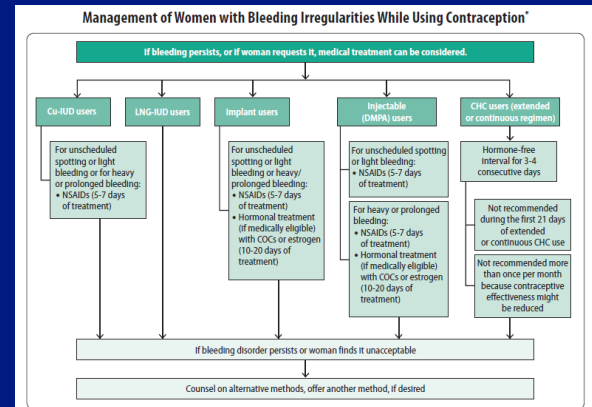 Management of Women with Bleeding Irregularities While Using Contraception*
If bleeding persists, or if woman requests it, medical treatment can be considered.
Cu-IUD users
For unscheduled
spotting or light
bleeding or for heavy
or prolonged bleeding:
• NSAIDs (5-7 days
of treatment)
LNG-IUD users
Implant users
For unscheduled
spotting or light
bleeding or heavy/
prolonged bleeding:
• NSAIDs (5-7 days
of treatment)
• Hormonal treatment
(if medically eligible)
with COCs or estrogen
(10-20 days of
treatment)
Injectable
(DMPA) users
For unscheduled spotting
or light bleeding:
• NSAIDs (5-7 days
of treatment)
For heavy or prolonged
bleeding:
• NSAIDs (5-7 days
of treatment)
• Hormonal treatment
(if medically eligible)
with COCs or estrogen
(10-20 days of
treatment)
CHC users (extended
or continuous regimen)
Hormone-free
interval for 3-4
consecutive days
Not recommended
during the first 21 days
of extended
or continuous CHC use
Not recommended more
than once per month
because contraceptive
effectiveness might
be reduced
If bleeding disorder persists or woman finds it unacceptable
Counsel on alternative methods, offer another method, if desired